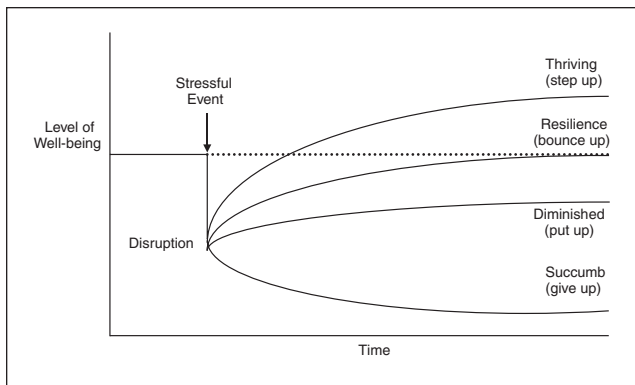 Thriving
(step up)
Stressful
Event
Resilience
(bounce up)
Level of
Well-being
Diminished
(put up)
Disruption
Succumb
(give up)
Time